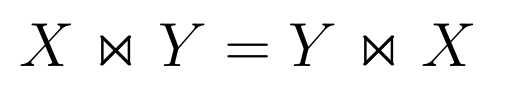 X ⋈ Y = Y ⋈ X